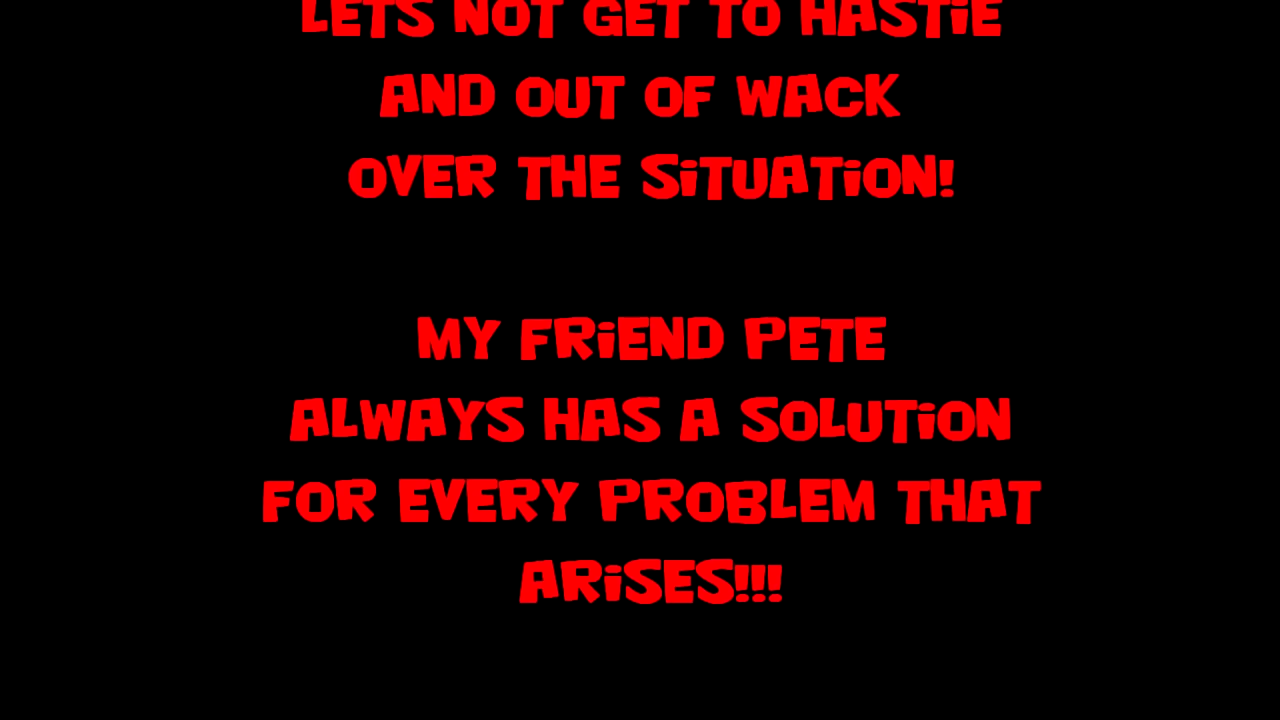 LETS NOT GET TO HASTiE
AND OUT OF WACK
OVER THE SiTUATiON!
MY FRiEND PETE
ALWAYS HAS A SOLUTiON
FOR EVERY PROBLEM THAT
ARiSES!!!